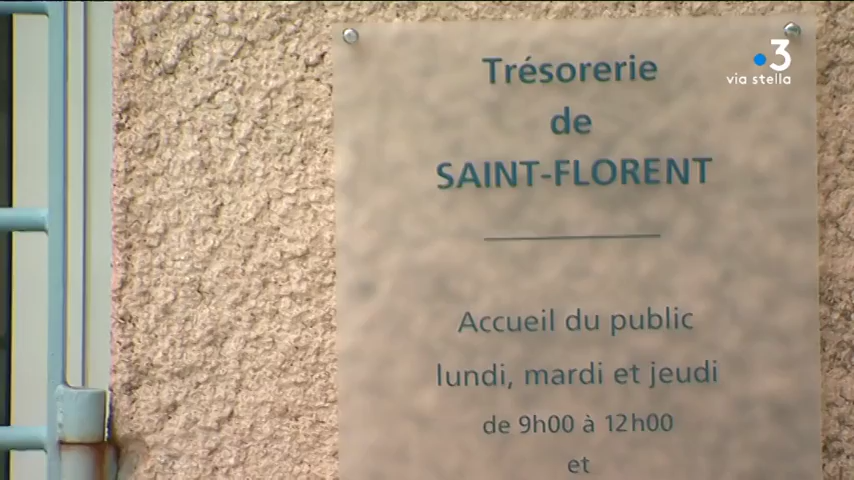 3
via stella
Trésorerie
de
SAINT-FLORENT
Accueil du public
lundi, mardi et jeudi
de 9h00 à 12h00
et